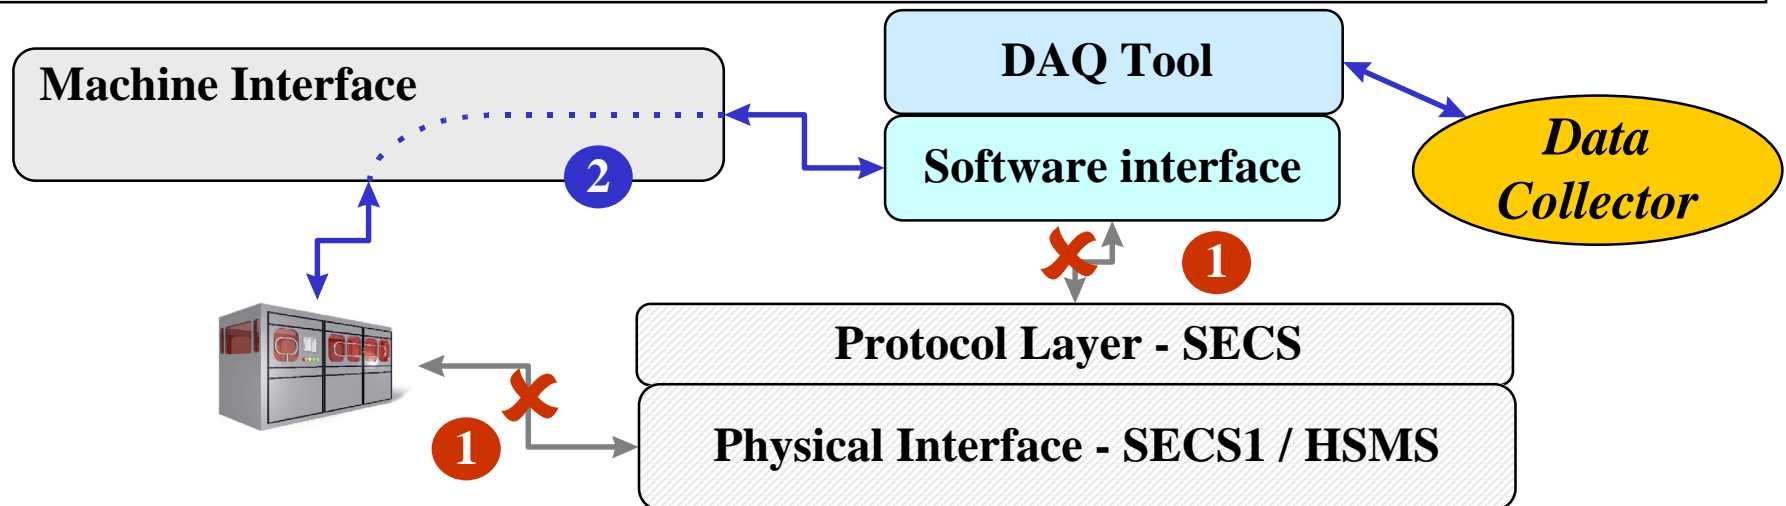 DAQ Tool
Machine Interface
Data
Collector
Software interface
2
1
Protocol Layer - SECS
1
Physical Interface - SECS1 / HSMS